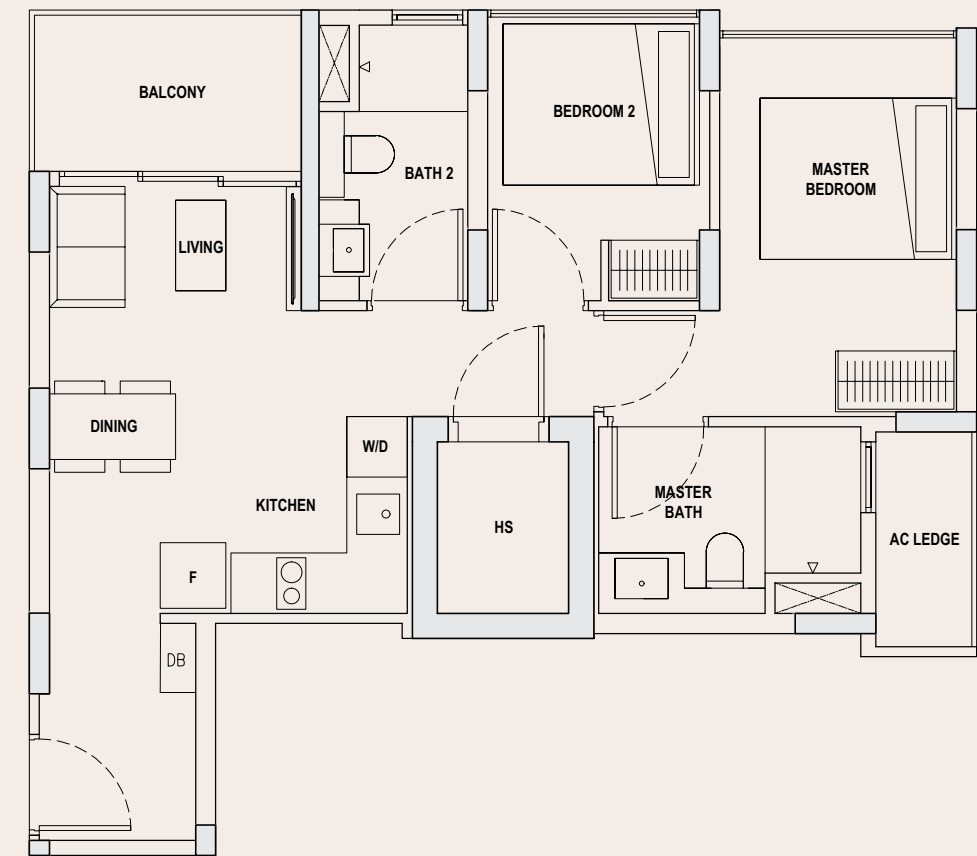 BALCONY
BEDROOM 2
BATH 2
MASTER
BEDROOM
LIVING
DINING
W/D
KITCHEN
MASTER
BATH
HS
AC LEDGE
F
DB